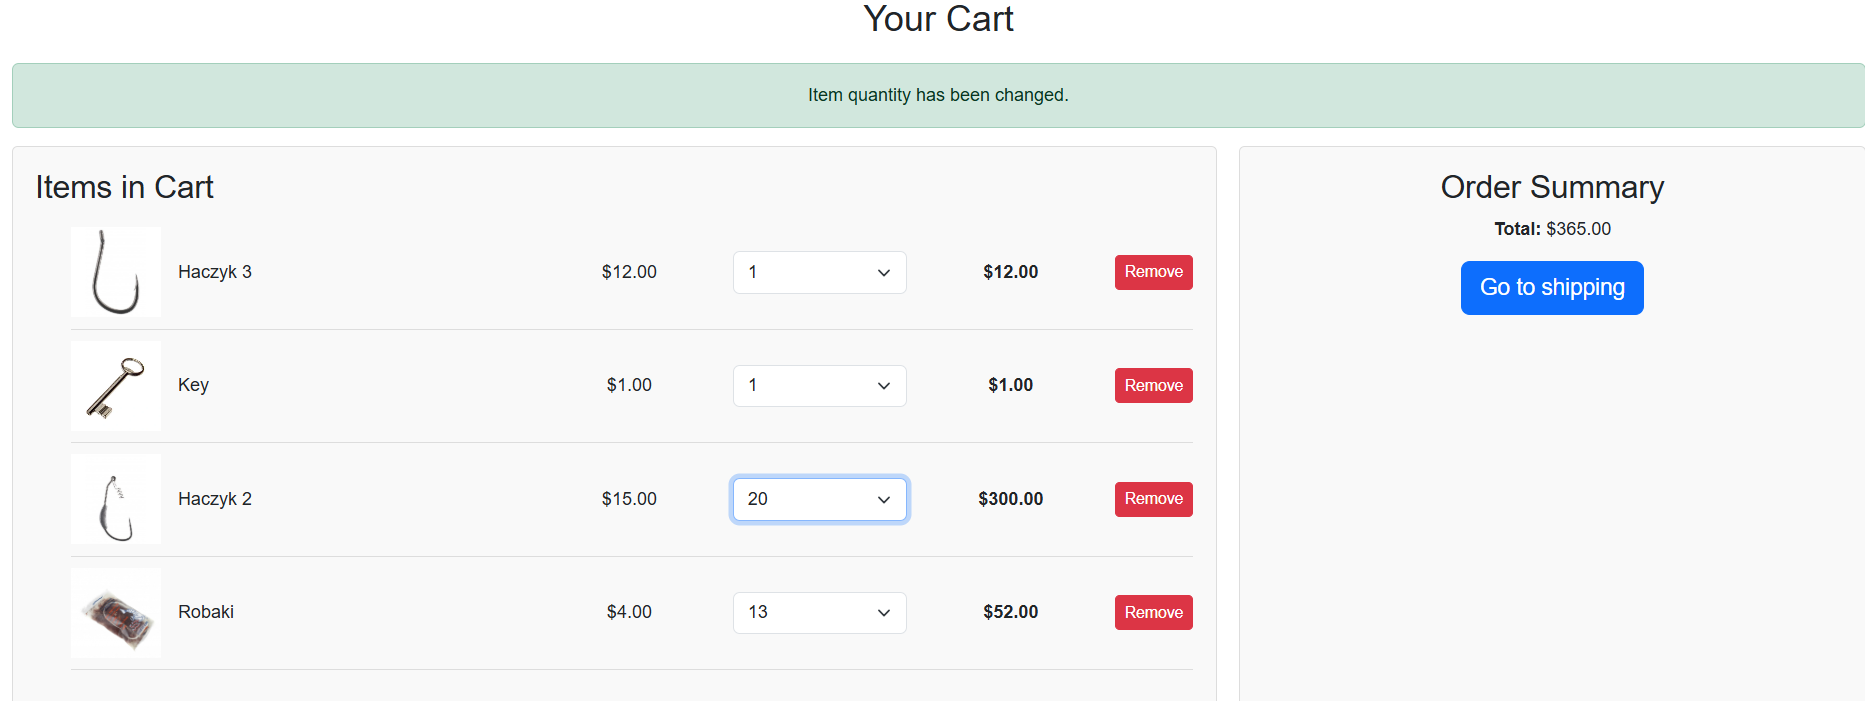 Your Cart
Item quantity has been changed.
Items in Cart
Haczyk 3 $12.00 1 $12.00 Remove
Key $1.00 1 $1.00 Remove
Haczyk 2 $15.00 20 $300.00 Remove
Robaki $4.00 13 $52.00 Remove
Order Summary
Total: $365.00
Go to shipping